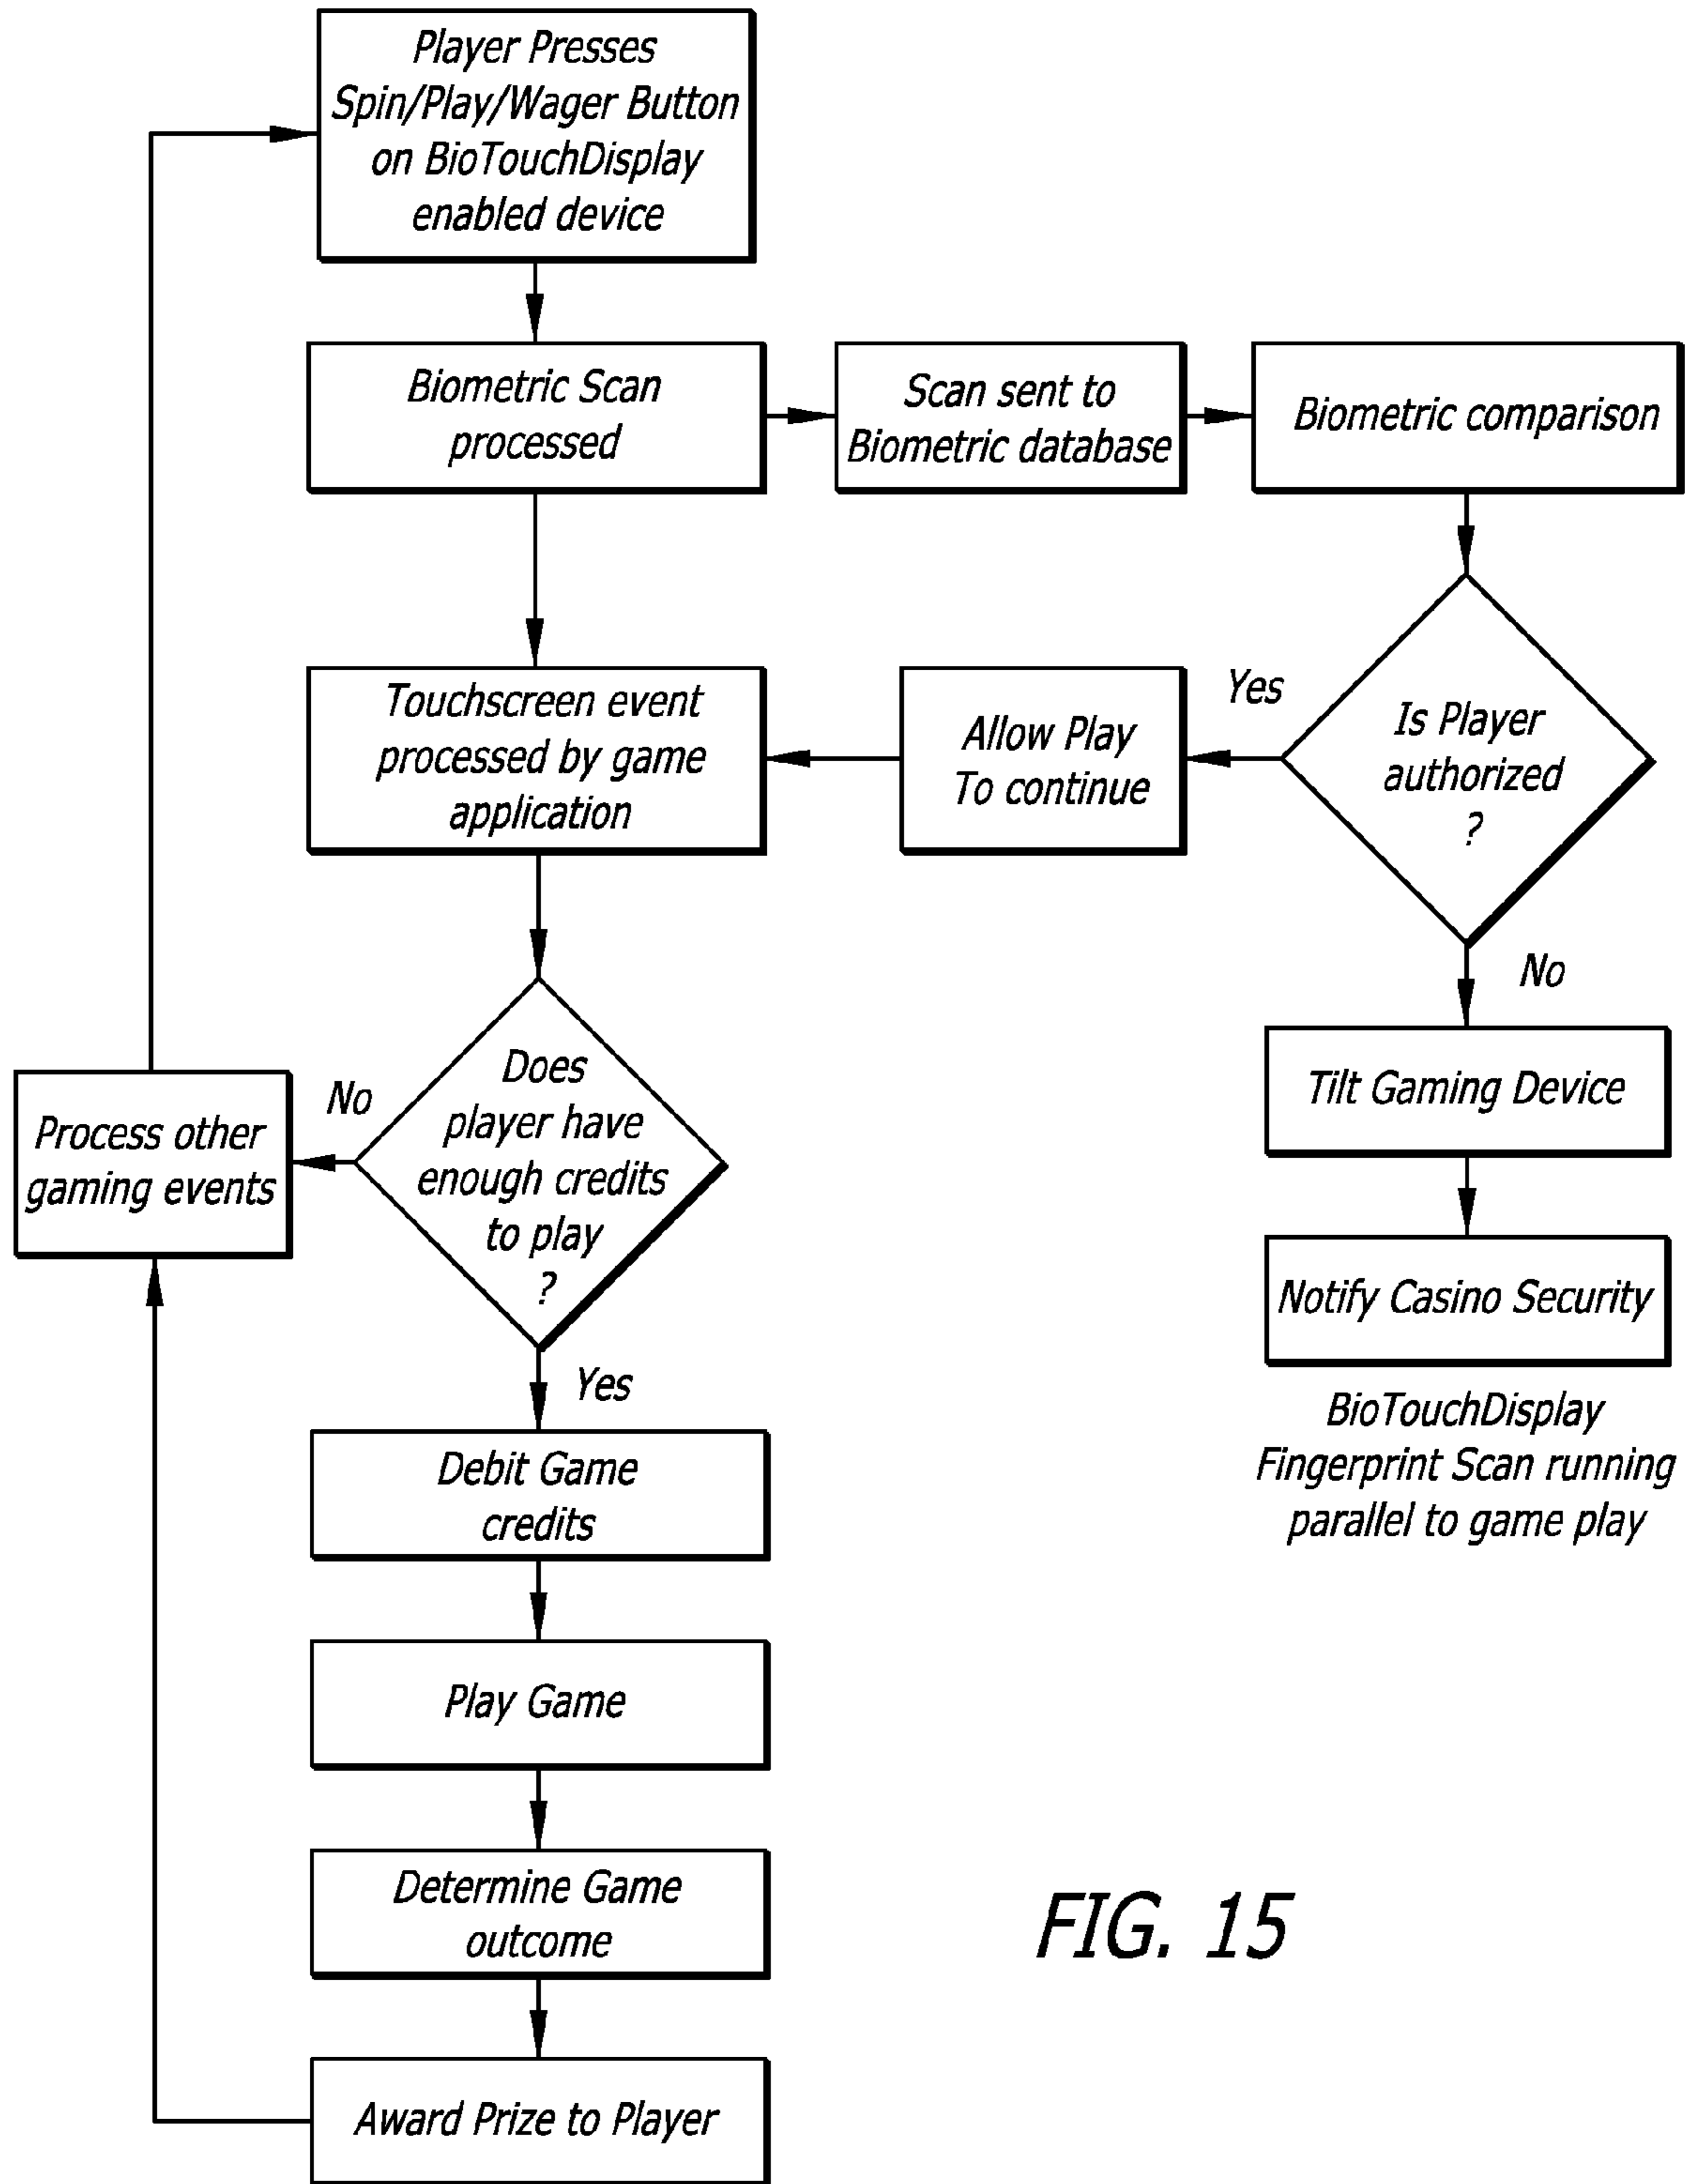 Player Presses
Spin/Play/Wager Button
on BioTouchDisplay
enabled device
Biometric Scan
processed
Scan sent to
Biometric database
Biometric comparison
Touchscreen event
processed by game
application
Allow Play
To continue
Yes
Is Player
authorized
?
No
Tilt Gaming Device
Notify Casino Security
BioTouchDisplay
Fingerprint Scan running
parallel to game play
Does
player have
enough credits
to play
?
No
Process other
gaming events
Yes
Debit Game
credits
Play Game
Determine Game
outcome
Award Prize to Player
FIG. 15